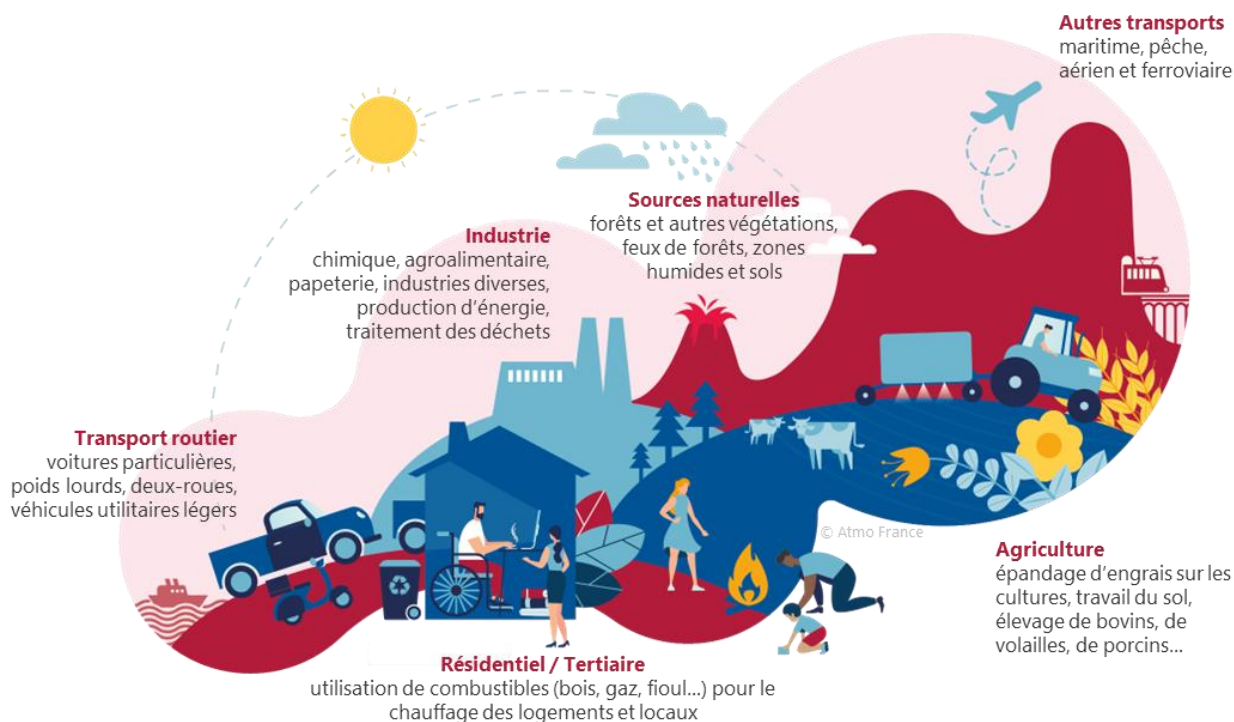 Autres transports
maritime, pêche,
aérien et ferroviaire
Sources naturelles
forêts et autres végétations,
feux de forêts, zones
humides et sols
Industrie
chimique, agroalimentaire,
papeterie, industries diverses,
production d’énergie,
traitement des déchets
Transport routier
voitures particulières,
poids lourds, deux-roues,
véhicules utilitaires légers
© Atmo France
Agriculture
épandage d’engrais sur les
cultures, travail du sol,
élevage de bovins, de
volailles, de porcins...
Résidentiel / Tertiaire
utilisation de combustibles (bois, gaz, fioul...) pour le
chauffage des logements et locaux